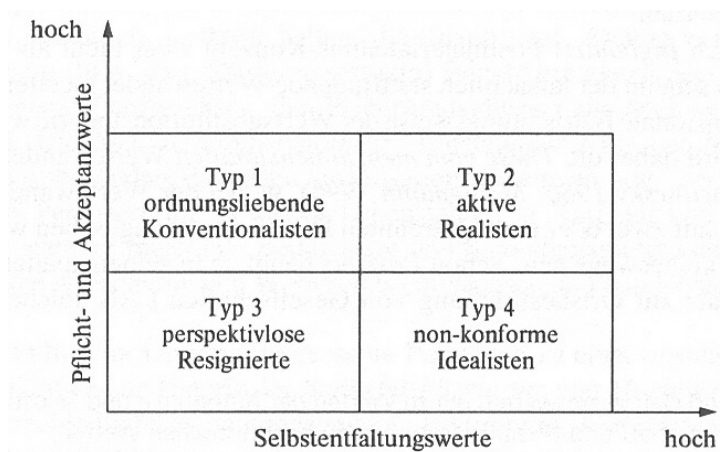 hoch
Pflicht- und Akzeptanzwerte
Typ 1
ordnungsliebende
Konventionalisten
Typ 2
aktive
Realisten
Typ 3
perspektivlose
Resignierte
Typ 4
non-konforme
Idealisten
Selbstentfaltungswerte
hoch